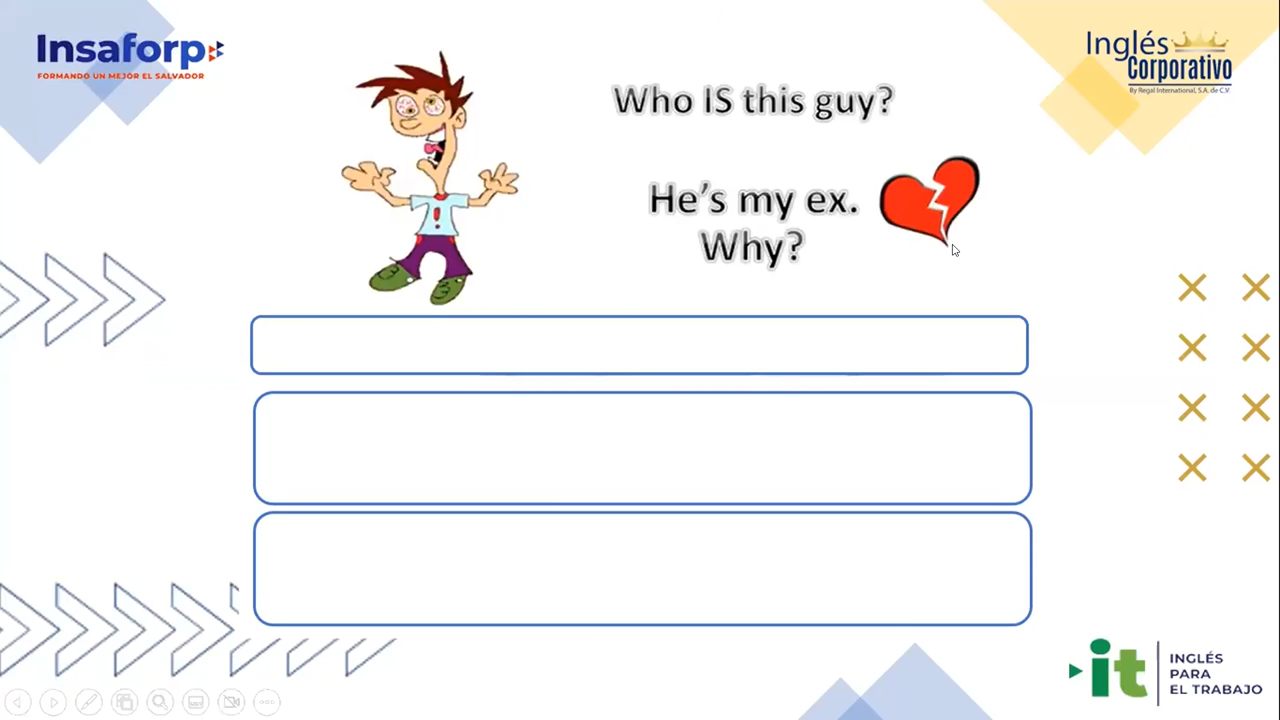 Insaforp
FORMANDO UN MEJOR EL SALVADOR
Inglés
Corporativo
By Regal International, S.A. de C.V.
Who IS this guy?
He's my ex.
Why?
it
INGLÉS
PARA
EL TRABAJO